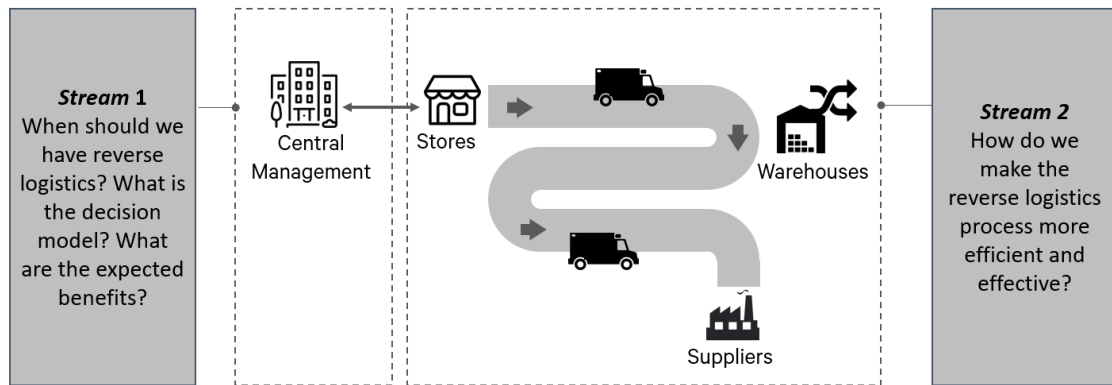 Stream 1
When should we
have reverse
logistics? What is
the decision
model? What
are the expected
benefits?
Central
Management
Stores
Warehouses
Suppliers
Stream 2
How do we
make the
reverse logistics
process more
efficient and
effective?